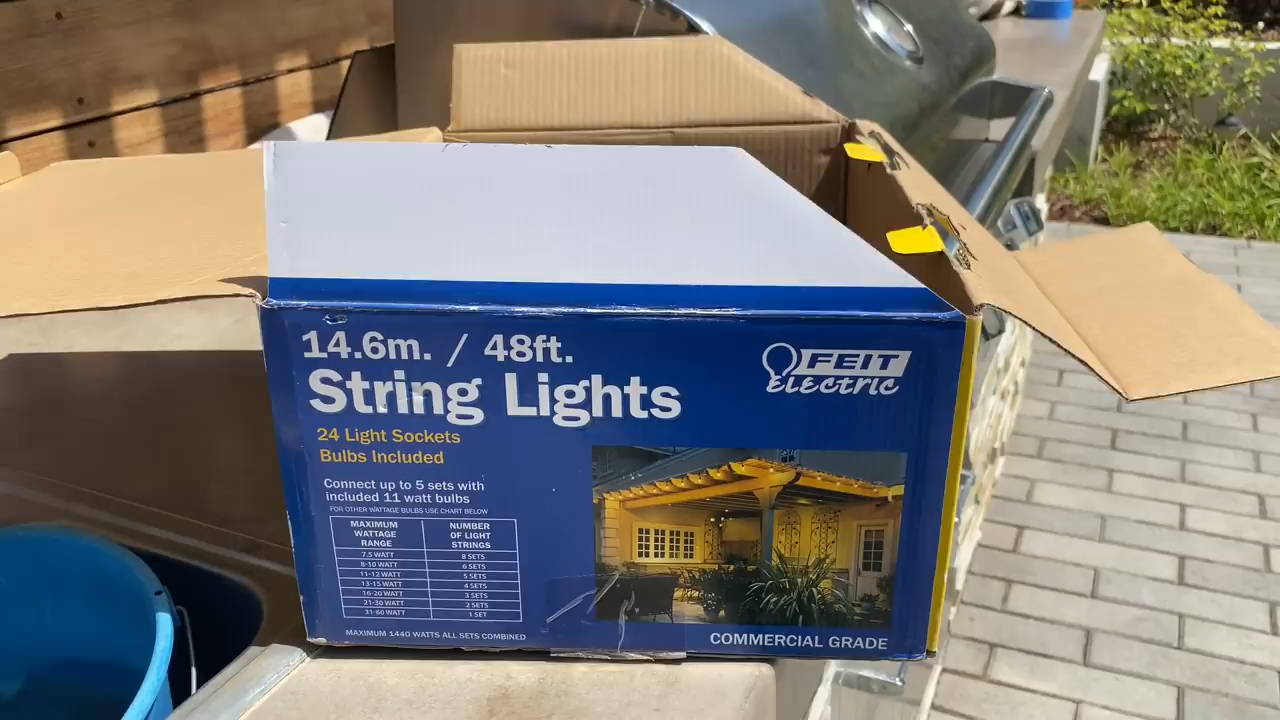 14.6m. / 48ft.
String Lights
FEIT
Electric
24 Light Sockets
Bulbs Included
Connect up to 5 sets with
included 11 watt bulbs
FOR OTHER WATTAGE BULBS USE CHART BELOW
MAXIMUM WATTAGE RANGE NUMBER OF LIGHT STRINGS
7.5 WATT 8 SETS
8-10 WATT 6 SETS
11-12 WATT 5 SETS
13-15 WATT 4 SETS
16-20 WATT 3 SETS
21-30 WATT 2 SETS
31-60 WATT 1 SET
MAXIMUM 1440 WATTS ALL SETS COMBINED
COMMERCIAL GRADE